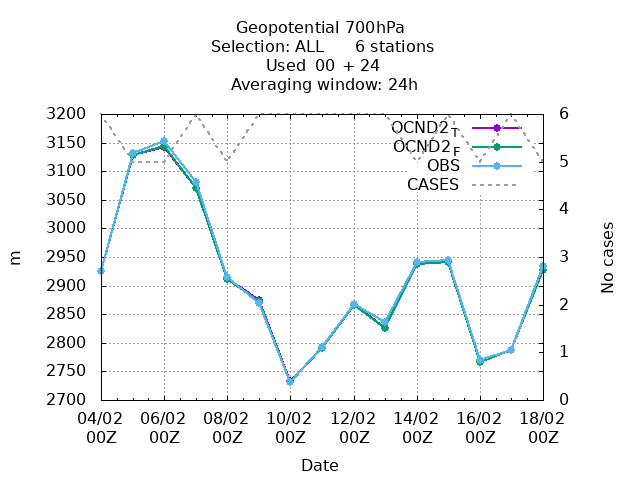 Geopotential 700hPa
Selection: ALL 6 stations
Used 00 + 24
Averaging window: 24h
3200
3150
3100
3050
3000
2950
2900
2850
2800
2750
2700
m
6
5
4
3
2
1
0
No cases
OCND2_T
OCND2_F
OBS
CASES
04/02 06/02 08/02 10/02 12/02 14/02 16/02 18/02
00Z 00Z 00Z 00Z 00Z 00Z 00Z 00Z
Date